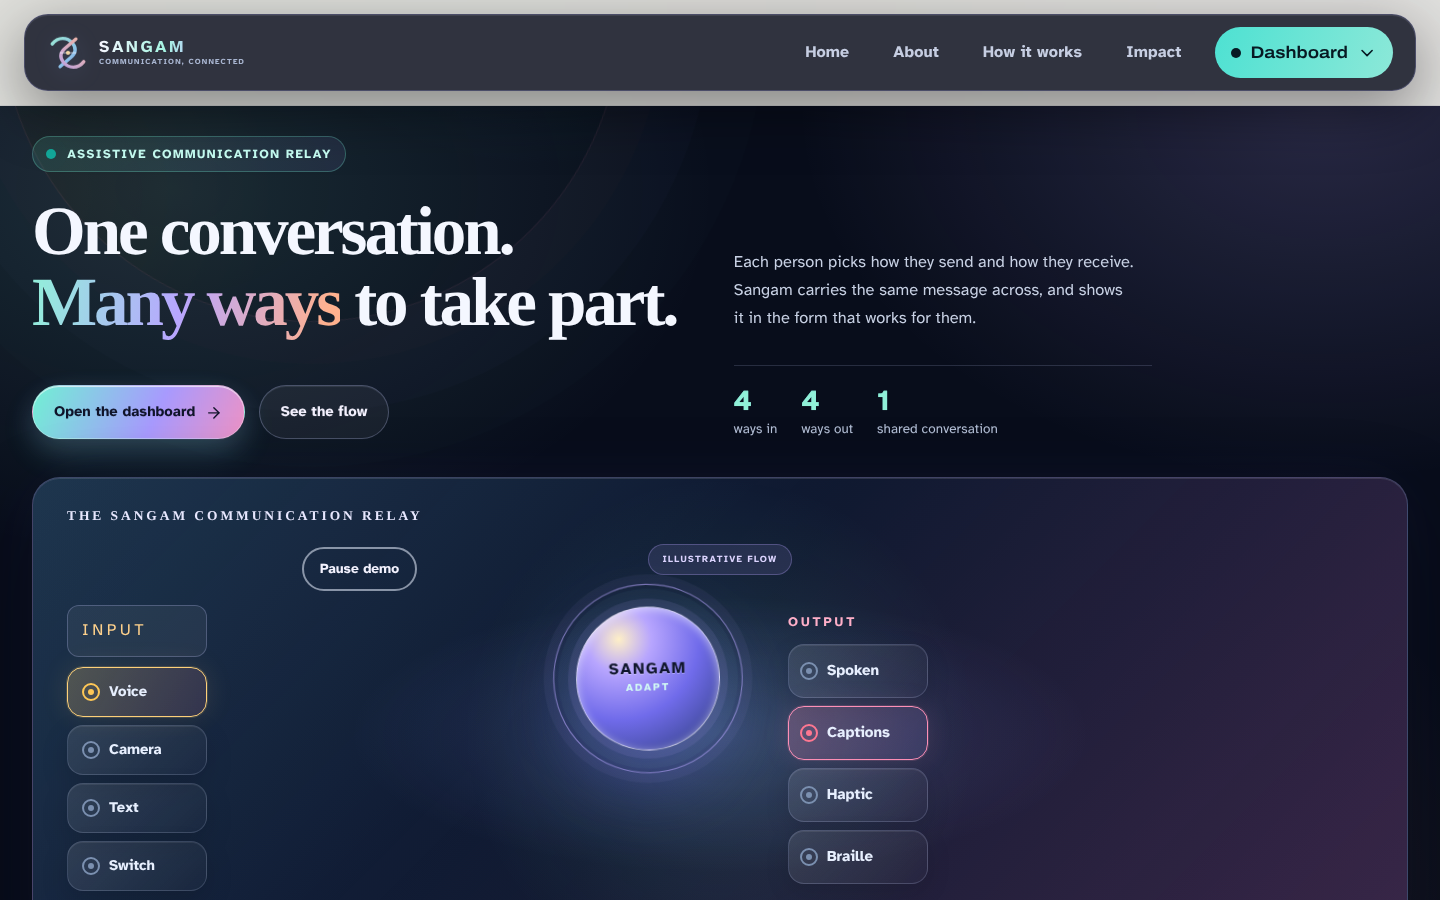 SANGAM
COMMUNICATION, CONNECTED
Home
About
How it works
Impact
Dashboard
ASSISTIVE COMMUNICATION RELAY
One conversation.
Many ways to take part.
Each person picks how they send and how they receive.
Sangam carries the same message across, and shows
it in the form that works for them.
Open the dashboard
See the flow
4
ways in
4
ways out
1
shared conversation
THE SANGAM COMMUNICATION RELAY
Pause demo
ILLUSTRATIVE FLOW
INPUT
Voice
Camera
Text
Switch
SANGAM
ADAPT
OUTPUT
Spoken
Captions
Haptic
Braille